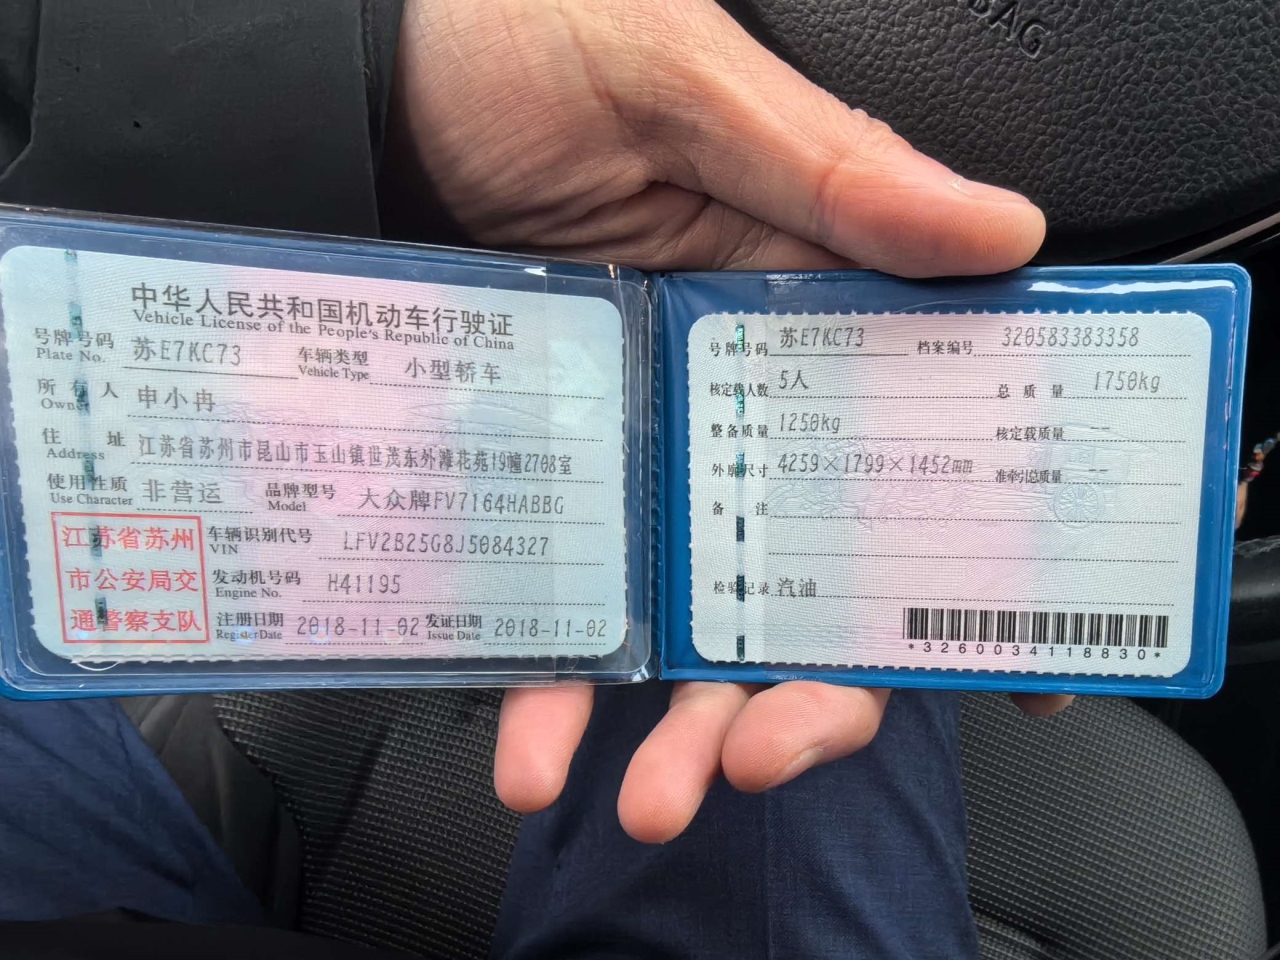 BAG
中华人民共和国机动车行驶证
Vehicle License of the People's Republic of China
号牌号码 苏E7KC73 车辆类型 小型轿车
Plate No. Vehicle Type
所有人 申小冉
Owner
住址 江苏省苏州市昆山市玉山镇世茂东外滩花苑19幢2708室
Address
使用性质 非营运 品牌型号 大众牌FV7164HABBG
Use Character Model
江苏省苏州
市公安局交
通警察支队
车辆识别代号 LFV2B25G8J5084327
VIN
发动机号码 H41195
Engine No.
注册日期 2018-11-02 发证日期 2018-11-02
Register Date Issue Date
号牌号码 苏E7KC73 档案编号 320583383358
核定载人数 5人 总质量 1750kg
整备质量 1250kg 核定载质量 --
外廓尺寸 4259×1799×1452mm 准牵引总质量 --
备注
检验记录 汽油
*3260034118830*